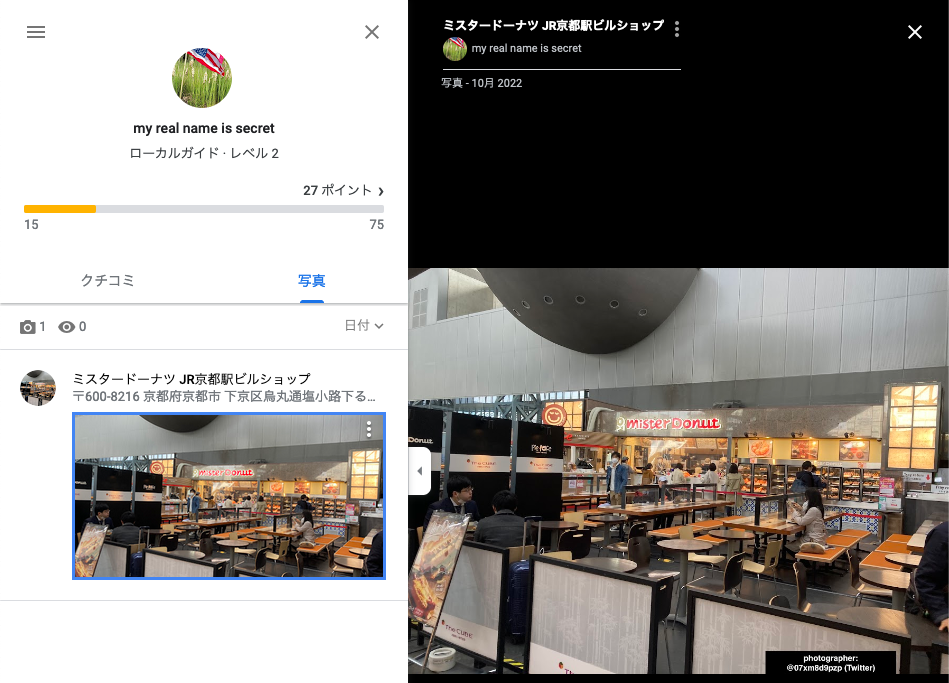 my real name is secret
ローカルガイド · レベル 2
27 ポイント
15
75
クチコミ
写真
1
0
日付
ミスタードーナツ JR京都駅ビルショップ
〒600-8216 京都府京都市 下京区烏丸通塩小路下る...
mister Donut
ミスタードーナツ JR京都駅ビルショップ
my real name is secret
写真 - 10月 2022
mister Donut
Donut
THE CUBE
photographer:
@07xm8d9pzp (Twitter)